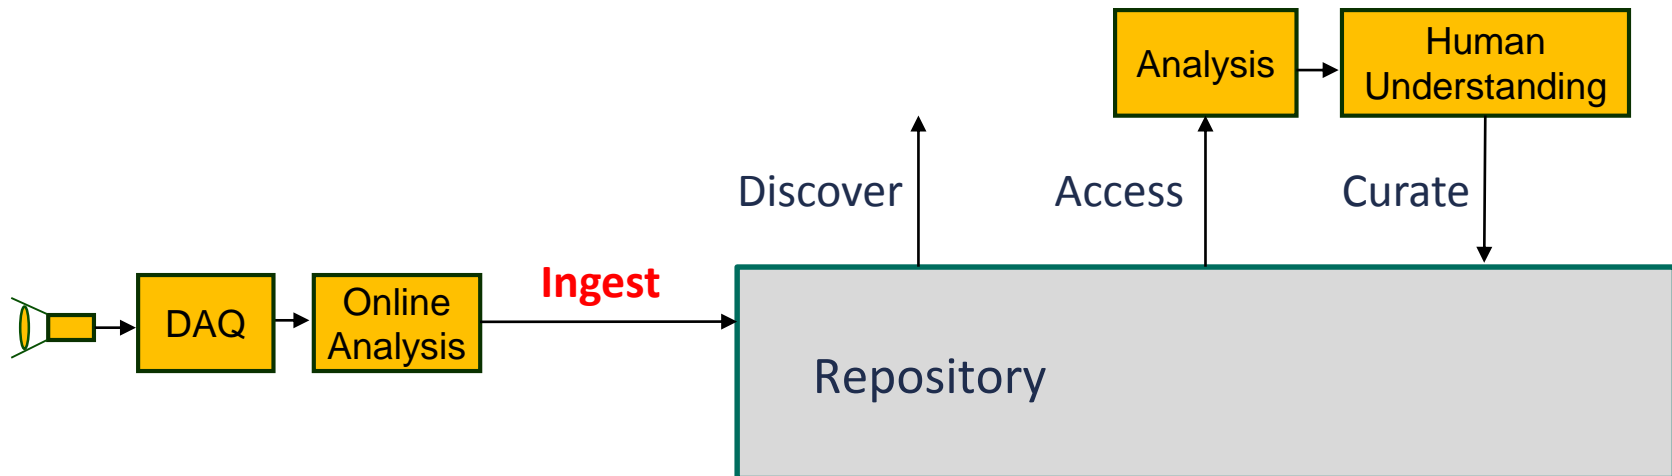 Analysis
Human
Understanding
Discover
Access
Curate
Ingest
DAQ
Online
Analysis
Repository